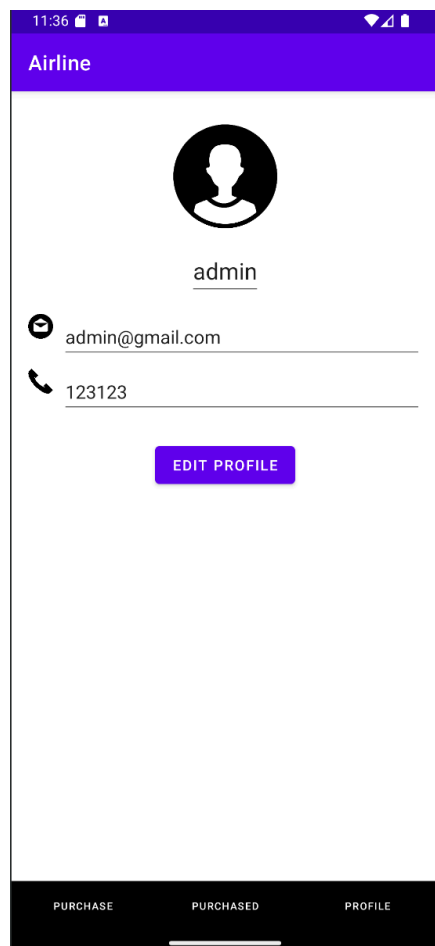 11:36
Airline
admin
admin@gmail.com
123123
EDIT PROFILE
PURCHASE PURCHASED PROFILE